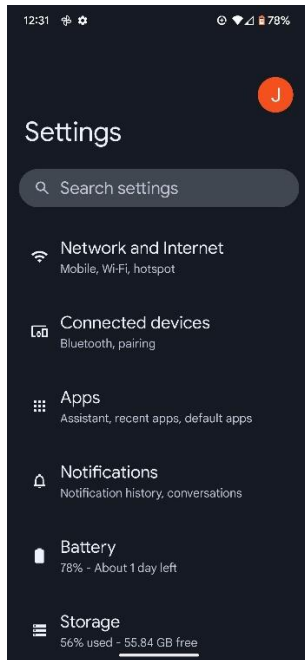 12:31 78%
J
Settings
Search settings
Network and Internet
Mobile, Wi-Fi, hotspot
Connected devices
Bluetooth, pairing
Apps
Assistant, recent apps, default apps
Notifications
Notification history, conversations
Battery
78% - About 1 day left
Storage
56% used - 55.84 GB free